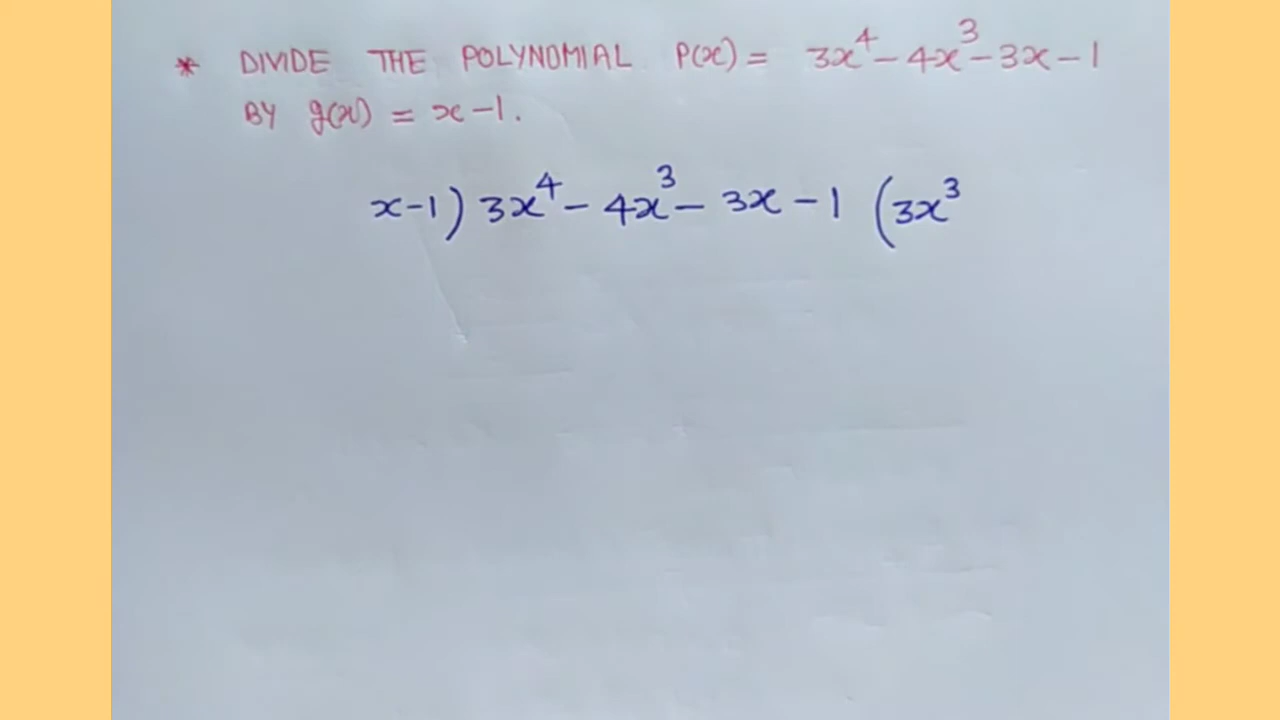 * DIVIDE THE POLYNOMIAL P(x) = 3x⁴ - 4x³ - 3x - 1
BY g(x) = x - 1.
x - 1 ) 3x⁴ - 4x³ - 3x - 1 ( 3x³